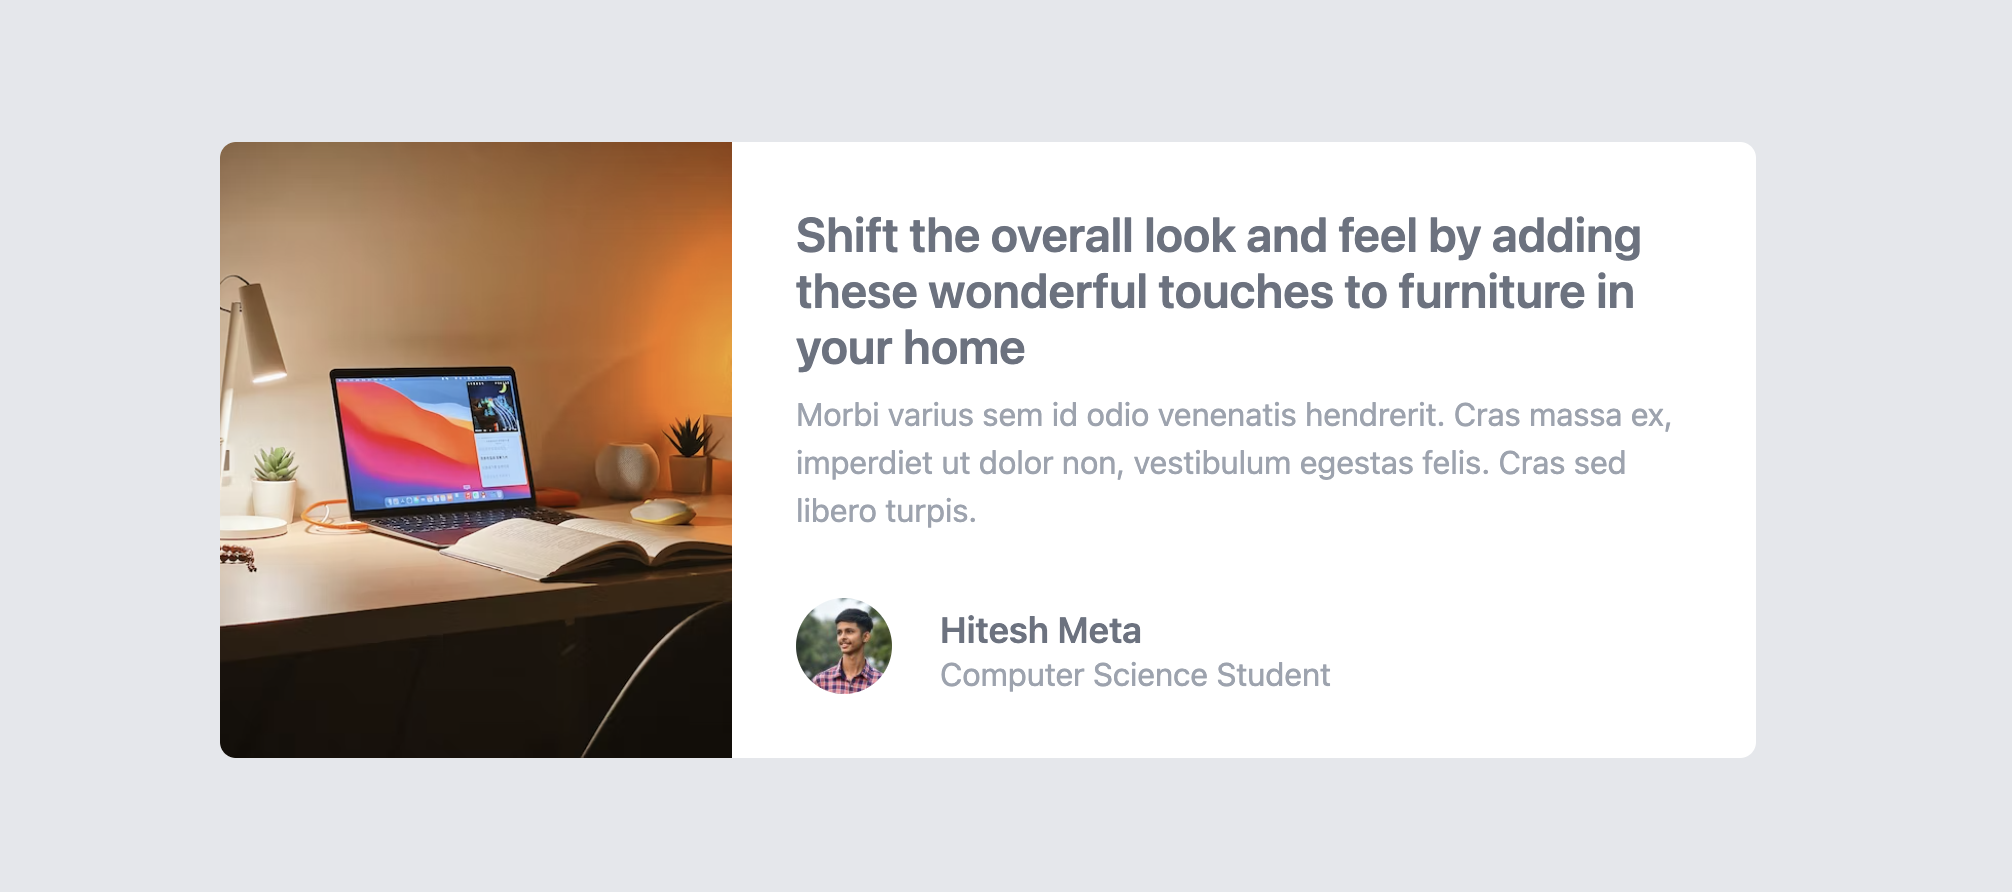 Shift the overall look and feel by adding
these wonderful touches to furniture in
your home
Morbi varius sem id odio venenatis hendrerit. Cras massa ex,
imperdiet ut dolor non, vestibulum egestas felis. Cras sed
libero turpis.
Hitesh Meta
Computer Science Student